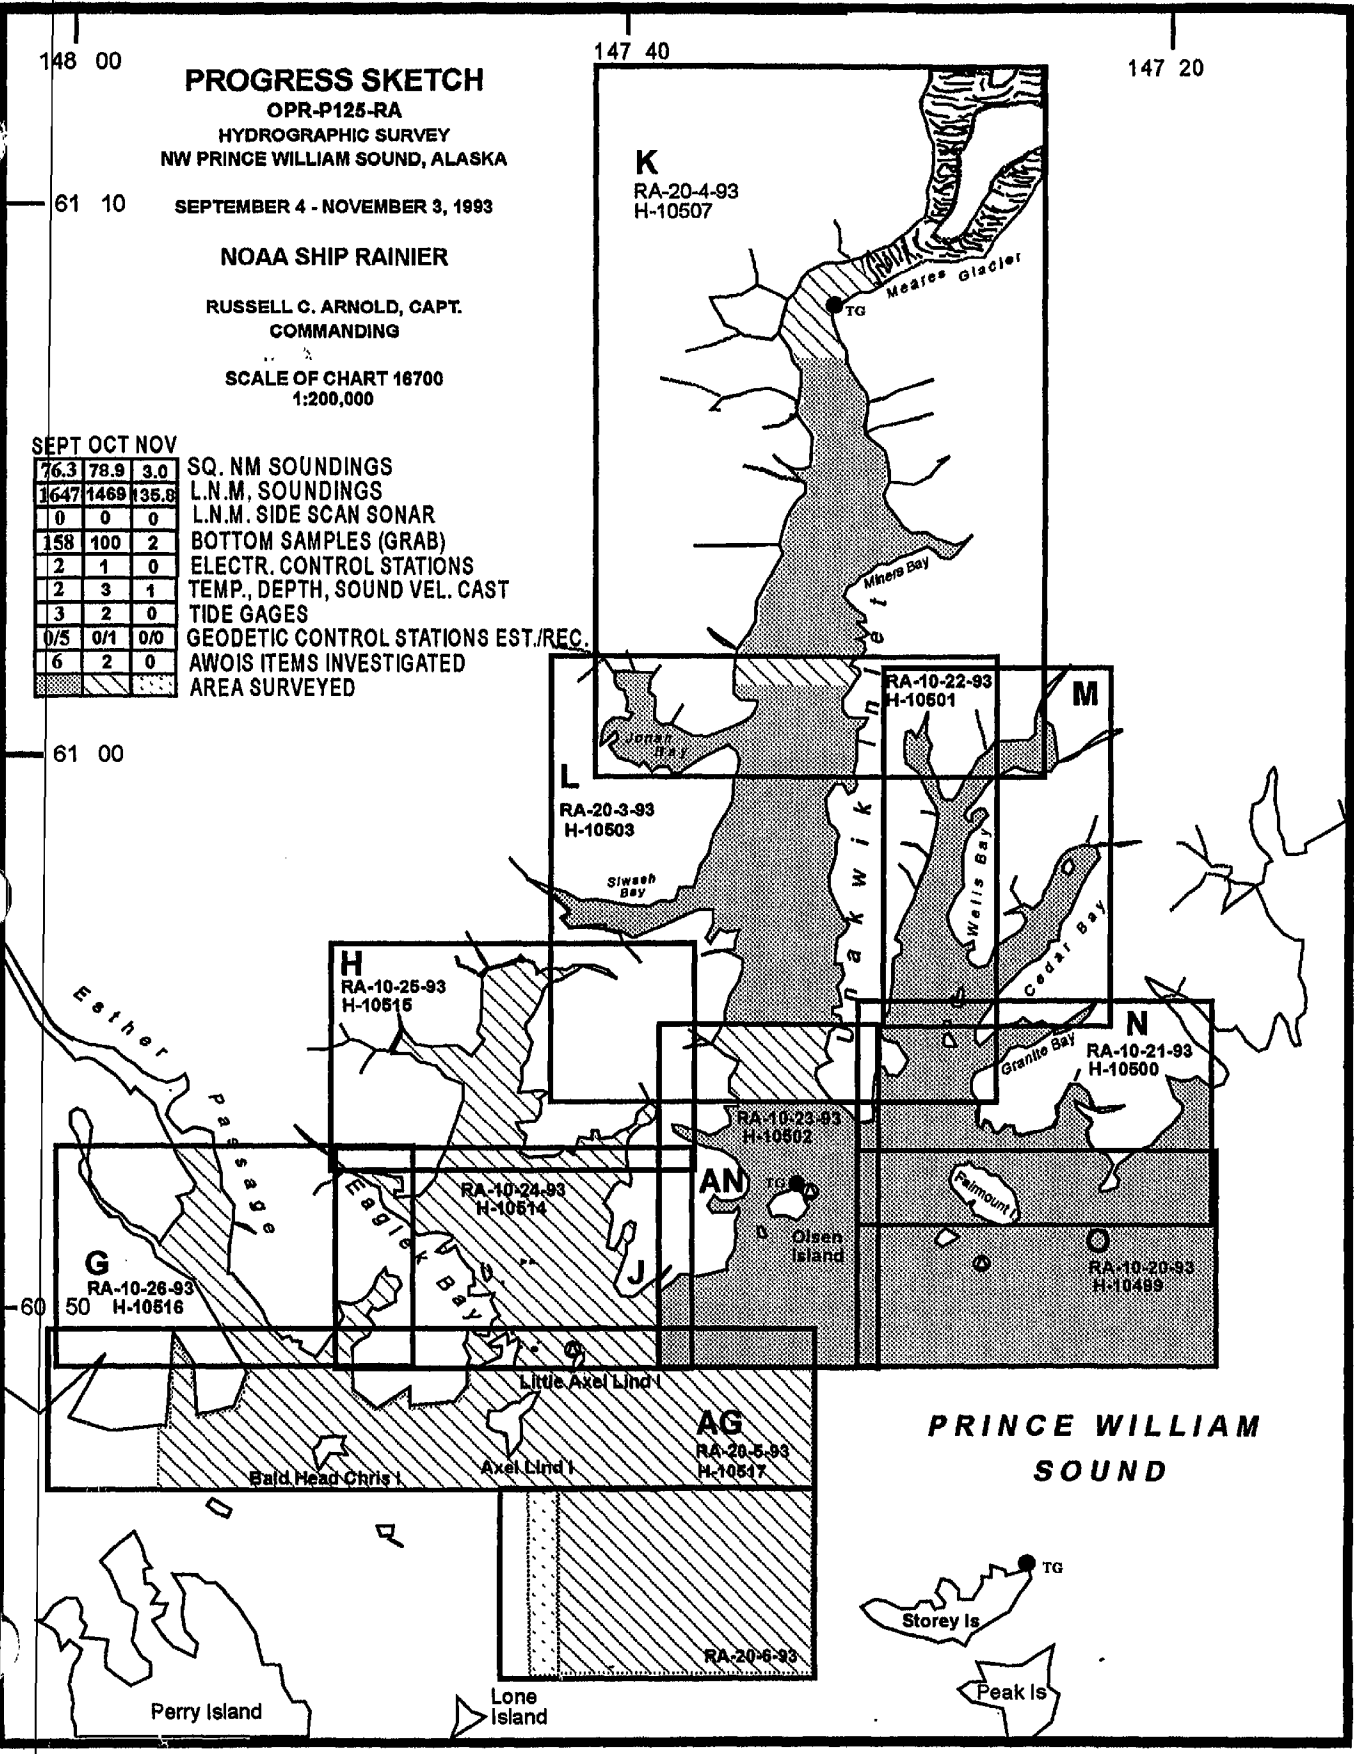 148 00
147 40
147 20
PROGRESS SKETCH
OPR-P125-RA
HYDROGRAPHIC SURVEY
NW PRINCE WILLIAM SOUND, ALASKA
61 10
SEPTEMBER 4 - NOVEMBER 3, 1993
NOAA SHIP RAINIER
RUSSELL C. ARNOLD, CAPT.
COMMANDING
SCALE OF CHART 16700
1:200,000
SEPT OCT NOV
76.3 78.9 3.0 SQ. NM SOUNDINGS
1647 1469 135.8 L.N.M. SOUNDINGS
0 0 0 L.N.M. SIDE SCAN SONAR
158 100 2 BOTTOM SAMPLES (GRAB)
2 1 0 ELECTR. CONTROL STATIONS
2 3 1 TEMP., DEPTH, SOUND VEL. CAST
3 2 0 TIDE GAGES
0/5 0/1 0/0 GEODETIC CONTROL STATIONS EST./REC.
6 2 0 AWOIS ITEMS INVESTIGATED
AREA SURVEYED
K
RA-20-4-93
H-10507
Meares Glacier
TG
Miners Bay
Unakwik Inlet
RA-10-22-93
H-10501
M
Jonah
Bay
61 00
L
RA-20-3-93
H-10503
Siwash
Bay
Wells Bay
Cedar Bay
H
RA-10-25-93
H-10515
N
RA-10-21-93
H-10500
Granite Bay
Esther Passage
RA-10-23-93
H-10502
AN
TG
Olsen
Island
Fairmount I
RA-10-20-93
H-10499
RA-10-24-93
H-10514
J
Eaglek Bay
G
RA-10-26-93
H-10516
60 50
Little Axel Lind I
AG
RA-20-5-93
H-10517
Bald Head Chris I
Axel Lind I
PRINCE WILLIAM
SOUND
TG
Storey Is
RA-20-6-93
Peak Is
Perry Island
Lone
Island